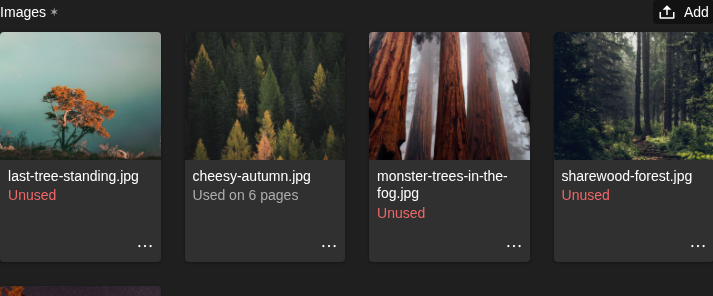 Images *
Add
last-tree-standing.jpg
Unused
cheesy-autumn.jpg
Used on 6 pages
monster-trees-in-the-
fog.jpg
Unused
sharewood-forest.jpg
Unused